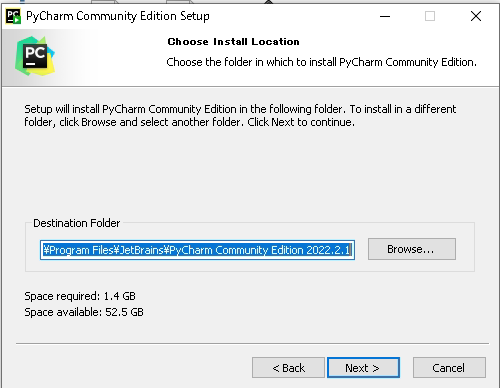 PyCharm Community Edition Setup
PC
Choose Install Location
Choose the folder in which to install PyCharm Community Edition.
PC
Setup will install PyCharm Community Edition in the following folder. To install in a different
folder, click Browse and select another folder. Click Next to continue.
Destination Folder
¥Program Files¥JetBrains¥PyCharm Community Edition 2022.2.1
Browse...
Space required: 1.4 GB
Space available: 52.5 GB
< Back
Next >
Cancel